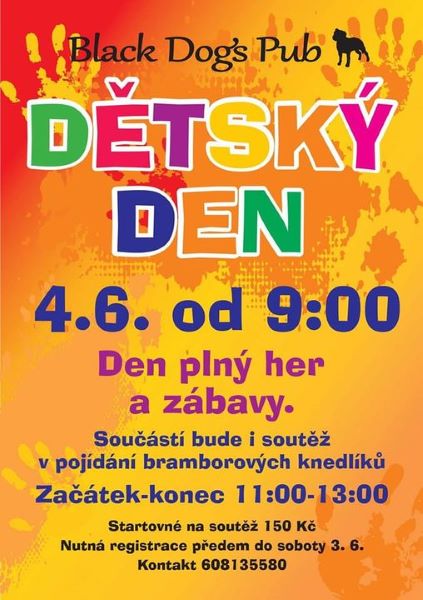 Black Dog's Pub
DĚTSKÝ
DEN
4.6. od 9:00
Den plný her
a zábavy.
Součástí bude i soutěž
v pojídání bramborových knedlíků
Začátek-konec 11:00-13:00
Startovné na soutěž 150 Kč
Nutná registrace předem do soboty 3. 6.
Kontakt 608135580